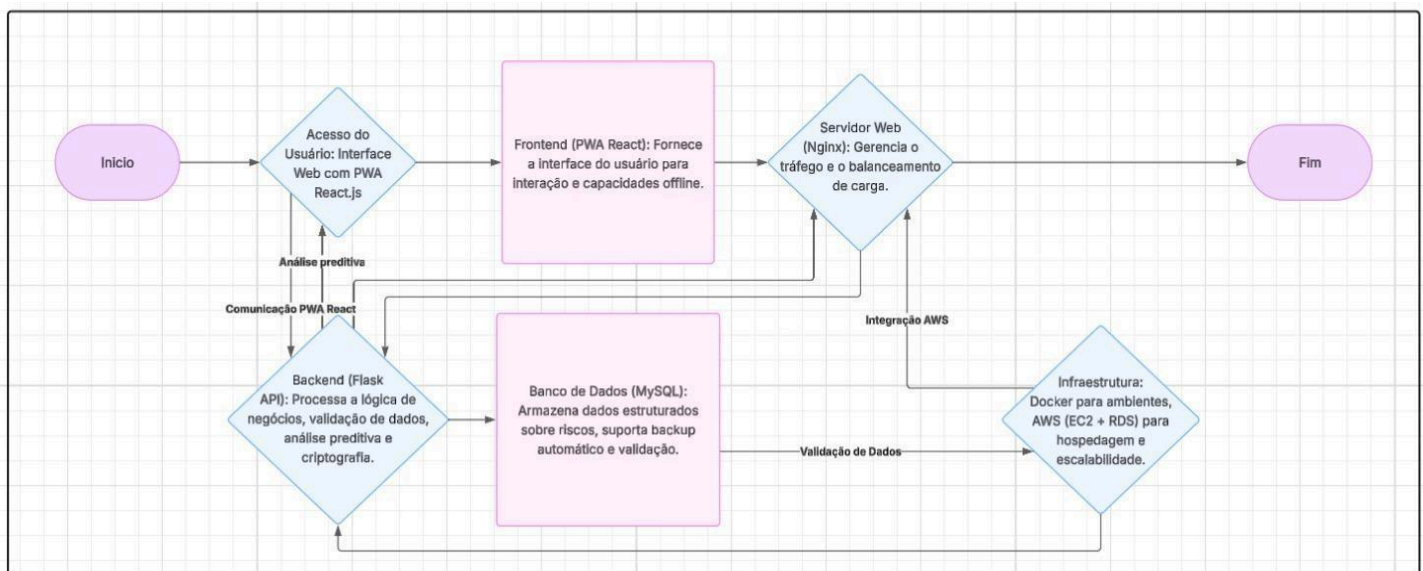 Inicio
Acesso do
Usuário: Interface
Web com PWA
React.js
Frontend (PWA React): Fornece
a interface do usuário para
interação e capacidades offline.
Servidor Web
(Nginx): Gerencia o
tráfego e o balanceamento
de carga.
Fim
Análise preditiva
Comunicação PWA React
Integração AWS
Backend (Flask
API): Processa a lógica de
negócios, validação de dados,
análise preditiva e
criptografia.
Banco de Dados (MySQL):
Armazena dados estruturados
sobre riscos, suporta backup
automático e validação.
Validação de Dados
Infraestrutura:
Docker para ambientes,
AWS (EC2 + RDS) para
hospedagem e
escalabilidade.